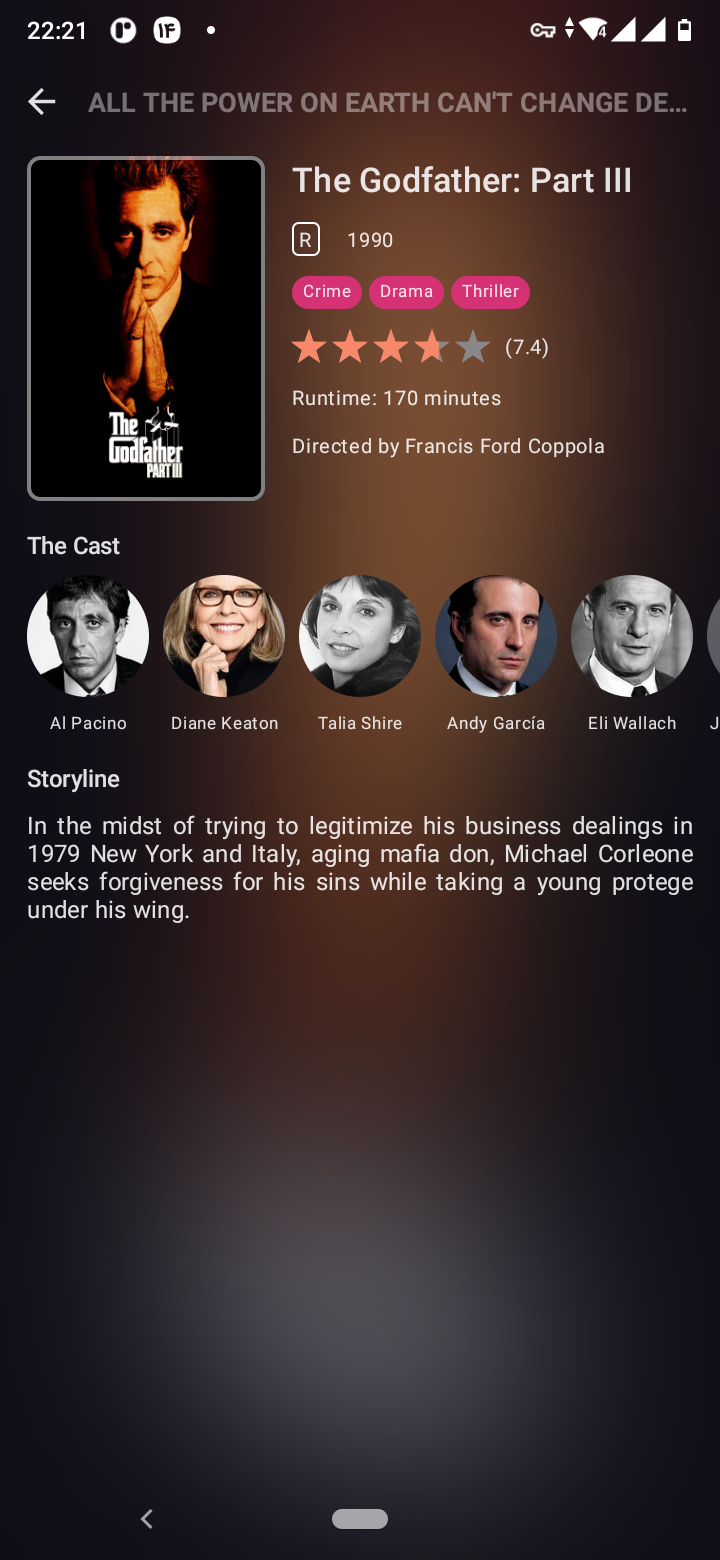 22:21
۱۴
4
ALL THE POWER ON EARTH CAN'T CHANGE DE...
The Godfather: Part III
R 1990
Crime Drama Thriller
(7.4)
Runtime: 170 minutes
Directed by Francis Ford Coppola
The
Godfather
PART III
The Cast
Al Pacino Diane Keaton Talia Shire Andy García Eli Wallach J
Storyline
In the midst of trying to legitimize his business dealings in
1979 New York and Italy, aging mafia don, Michael Corleone
seeks forgiveness for his sins while taking a young protege
under his wing.